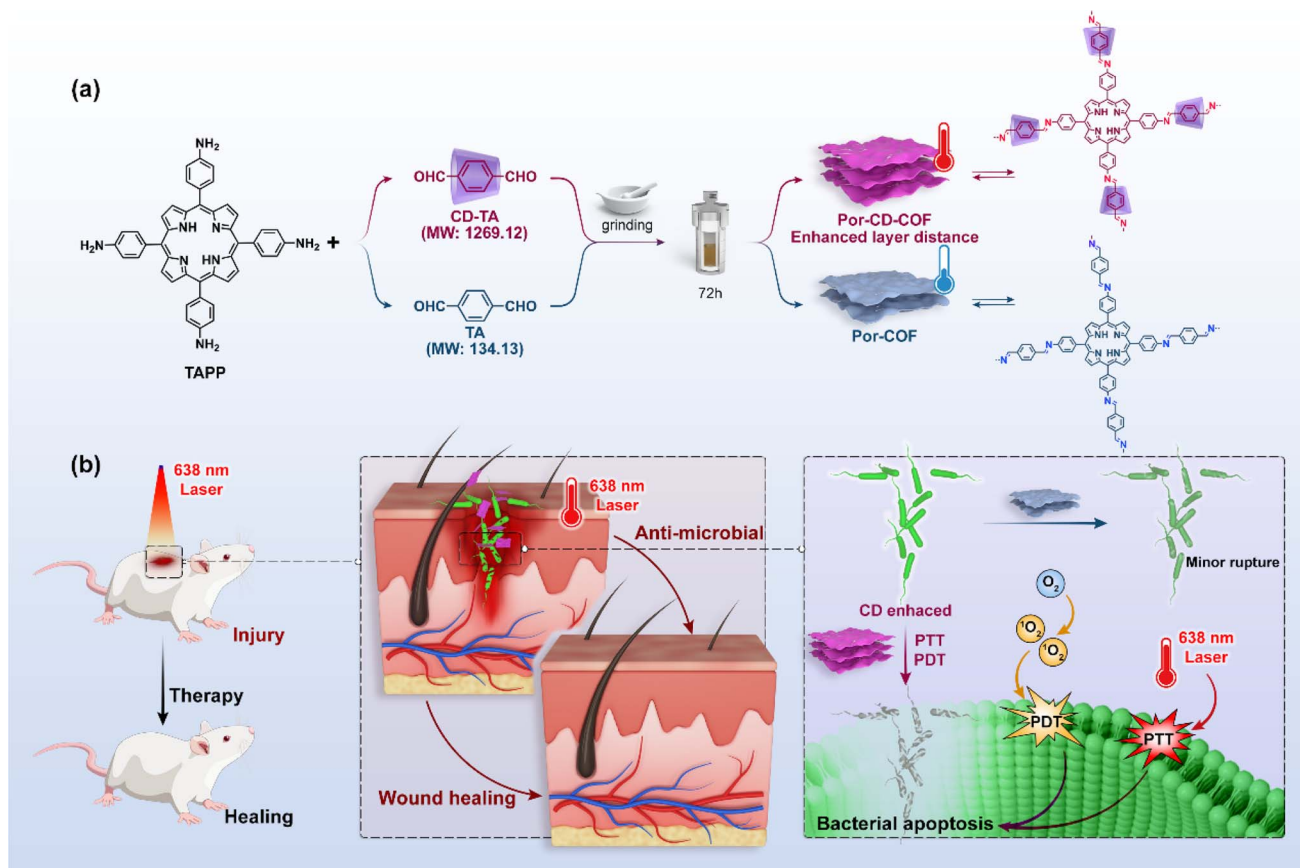 (a)
NH₂
H₂N
NH₂
NH₂
NH
N
N
HN
TAPP
+
OHC
CHO
CD-TA
(MW: 1269.12)
OHC
CHO
TA
(MW: 134.13)
grinding
72h
Por-CD-COF
Enhanced layer distance
Por-COF
N
N
N
N
N
N
N
N
NH
N
N
HN
N
N
N
N
N
N
N
N
NH
N
N
HN
(b)
638 nm
Laser
Injury
Therapy
Healing
638 nm
Laser
Anti-microbial
Wound healing
Minor rupture
CD enhaced
PTT
PDT
O₂
¹O₂
¹O₂
638 nm
Laser
PDT
PTT
Bacterial apoptosis